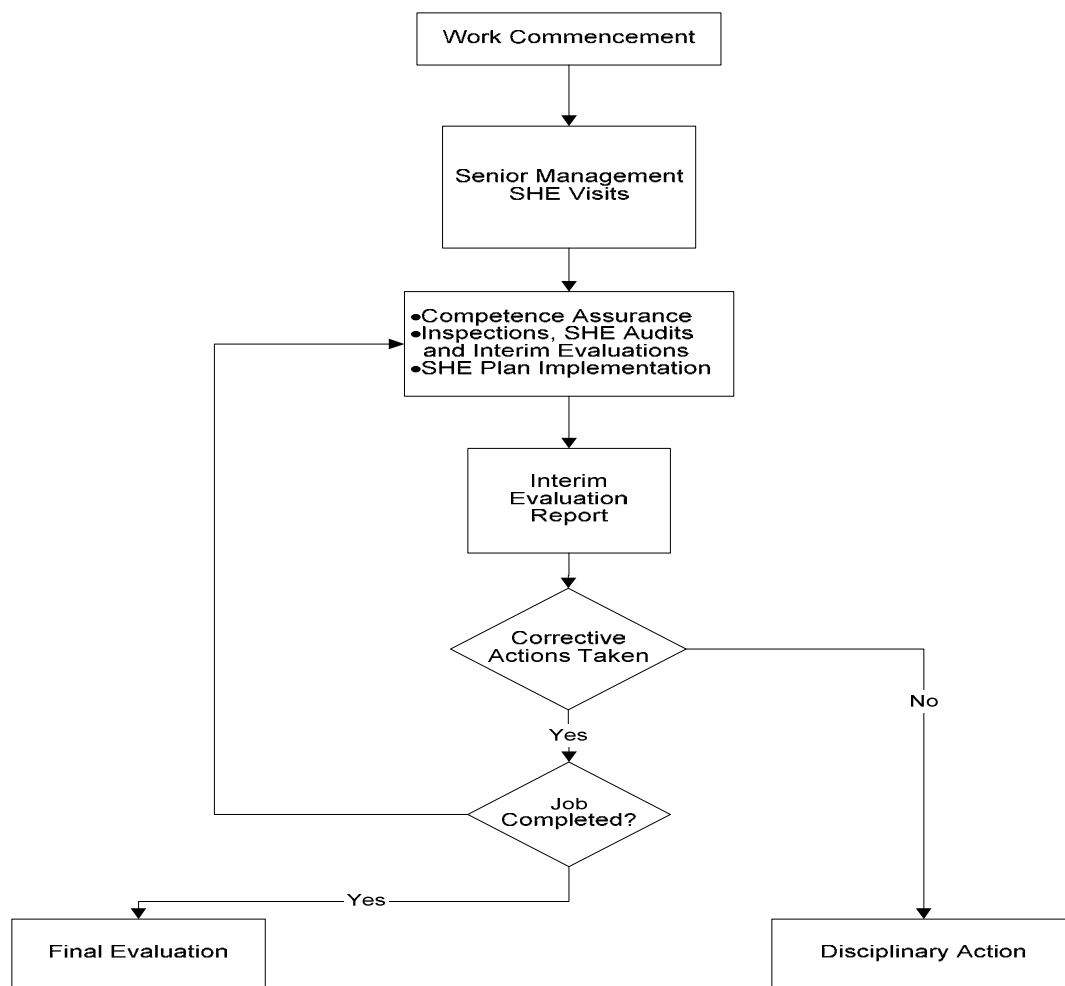 Work Commencement
Senior Management
SHE Visits
•Competence Assurance
•Inspections, SHE Audits
and Interim Evaluations
•SHE Plan Implementation
Interim
Evaluation
Report
Corrective
Actions Taken
No
Yes
Job
Completed?
Yes
Final Evaluation
Disciplinary Action